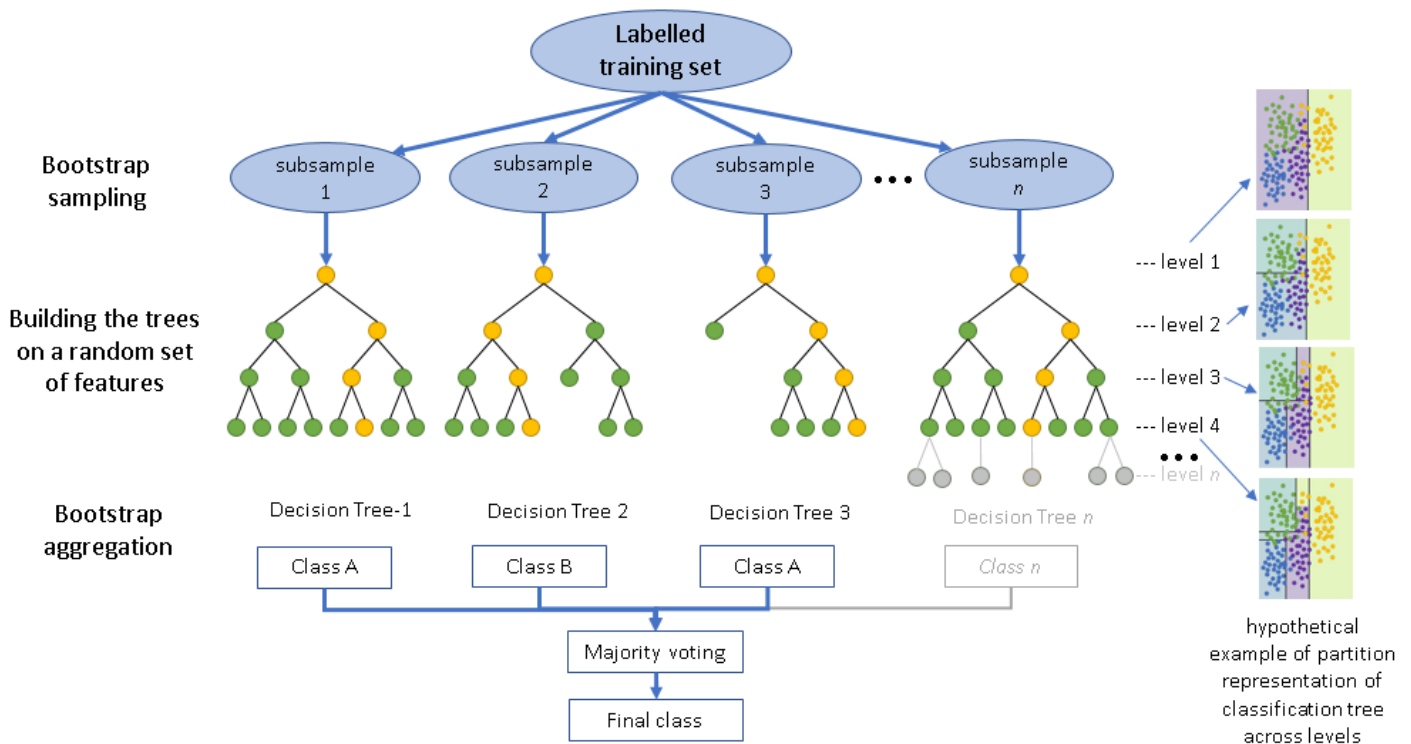 Labelled
training set
Bootstrap
sampling
subsample
1
subsample
2
subsample
3
•••
subsample
n
Building the trees
on a random set
of features
--- level 1
--- level 2
--- level 3
--- level 4
•••
--- level n
Bootstrap
aggregation
Decision Tree-1
Decision Tree 2
Decision Tree 3
Decision Tree n
Class A
Class B
Class A
Class n
Majority voting
Final class
hypothetical
example of partition
representation of
classification tree
across levels